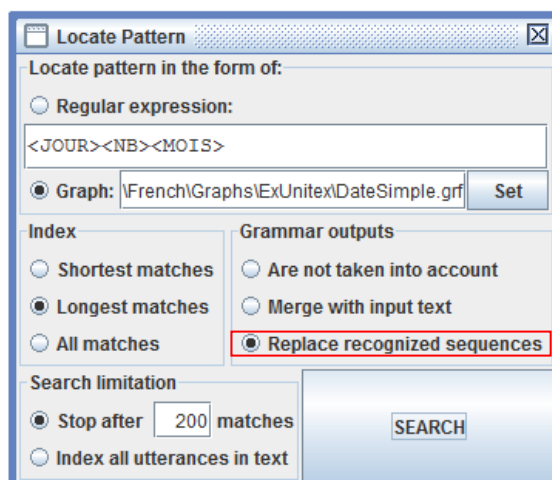 Locate Pattern
Locate pattern in the form of:
Regular expression:
<JOUR><NB><MOIS>
Graph: \French\Graphs\ExUnitex\DateSimple.grf Set
Index
Shortest matches
Longest matches
All matches
Grammar outputs
Are not taken into account
Merge with input text
Replace recognized sequences
Search limitation
Stop after 200 matches
Index all utterances in text
SEARCH